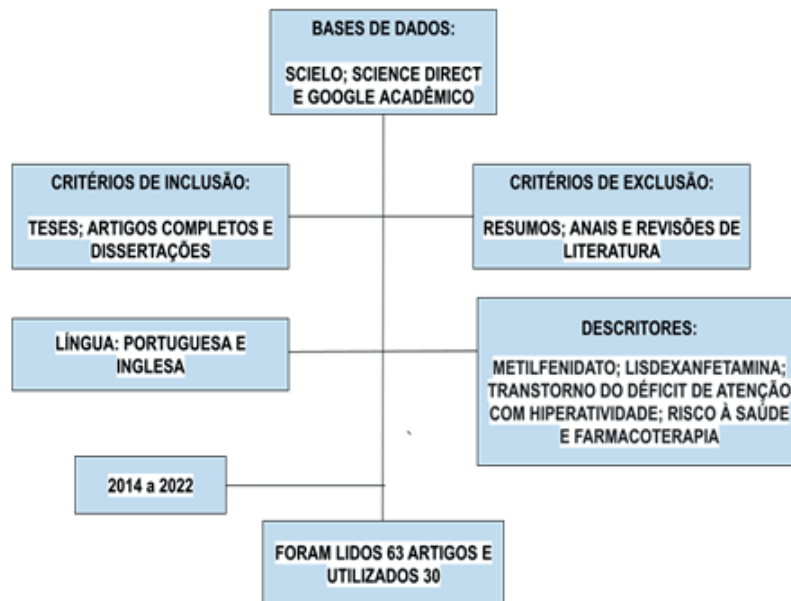 BASES DE DADOS:
SCIELO; SCIENCE DIRECT
E GOOGLE ACADÊMICO
CRITÉRIOS DE INCLUSÃO:
TESES; ARTIGOS COMPLETOS E
DISSERTAÇÕES
CRITÉRIOS DE EXCLUSÃO:
RESUMOS; ANAIS E REVISÕES DE
LITERATURA
LÍNGUA: PORTUGUESA E
INGLESA
DESCRITORES:
METILFENIDATO; LISDEXANFETAMINA;
TRANSTORNO DO DÉFICIT DE ATENÇÃO
COM HIPERATIVIDADE; RISCO À SAÚDE
E FARMACOTERAPIA
2014 a 2022
FORAM LIDOS 63 ARTIGOS E
UTILIZADOS 30